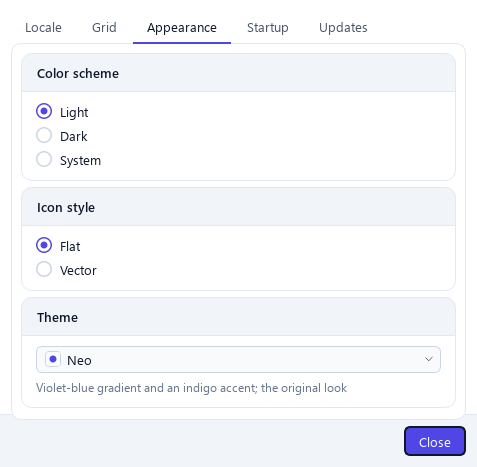 Locale Grid Appearance Startup Updates
Color scheme
Light
Dark
System
Icon style
Flat
Vector
Theme
Neo
Violet-blue gradient and an indigo accent; the original look
Close